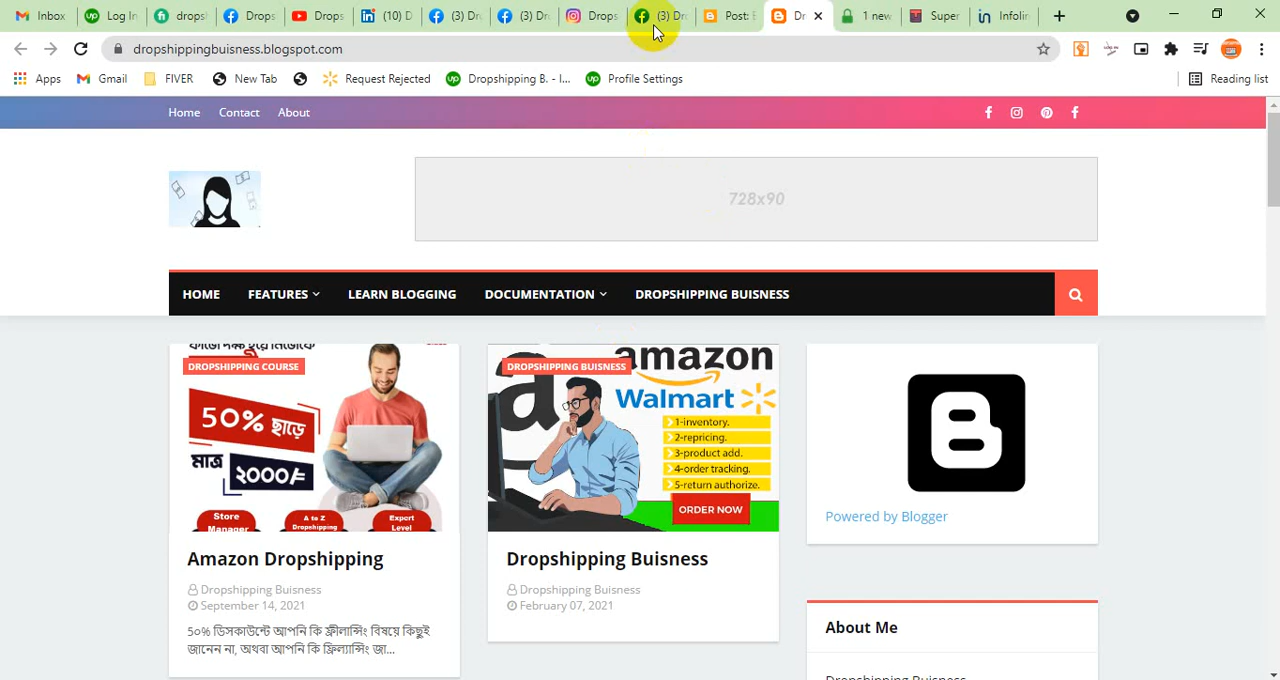 Inbox
Log In
drops
Drops
Drops
(10) D
(3) Dr
(3) Dr
Drops
(3) Dr
Post: E
Dr
1 new
Super
Infolin
dropshippingbuisness.blogspot.com
Apps
Gmail
FIVER
New Tab
Request Rejected
Dropshipping B. - I...
Profile Settings
Reading list
Home
Contact
About
728x90
HOME
FEATURES
LEARN BLOGGING
DOCUMENTATION
DROPSHIPPING BUISNESS
DROPSHIPPING COURSE
50% ছাড়ে
মাত্র ২০০০/=
Store
Manager
A to Z
Dropshipping
Expert
Level
Amazon Dropshipping
Dropshipping Buisness
September 14, 2021
৫০% ডিসকাউন্টে আপনি কি ফ্রীলান্সিং বিষয়ে কিছুই
জানেন না, অথবা আপনি কি ফ্রিল্যান্সিং জা...
DROPSHIPPING BUISNESS
amazon
Walmart
1-inventory.
2-repricing.
3-product add.
4-order tracking.
5-return authorize.
ORDER NOW
Dropshipping Buisness
Dropshipping Buisness
February 07, 2021
Powered by Blogger
About Me
Dropshipping Buisness